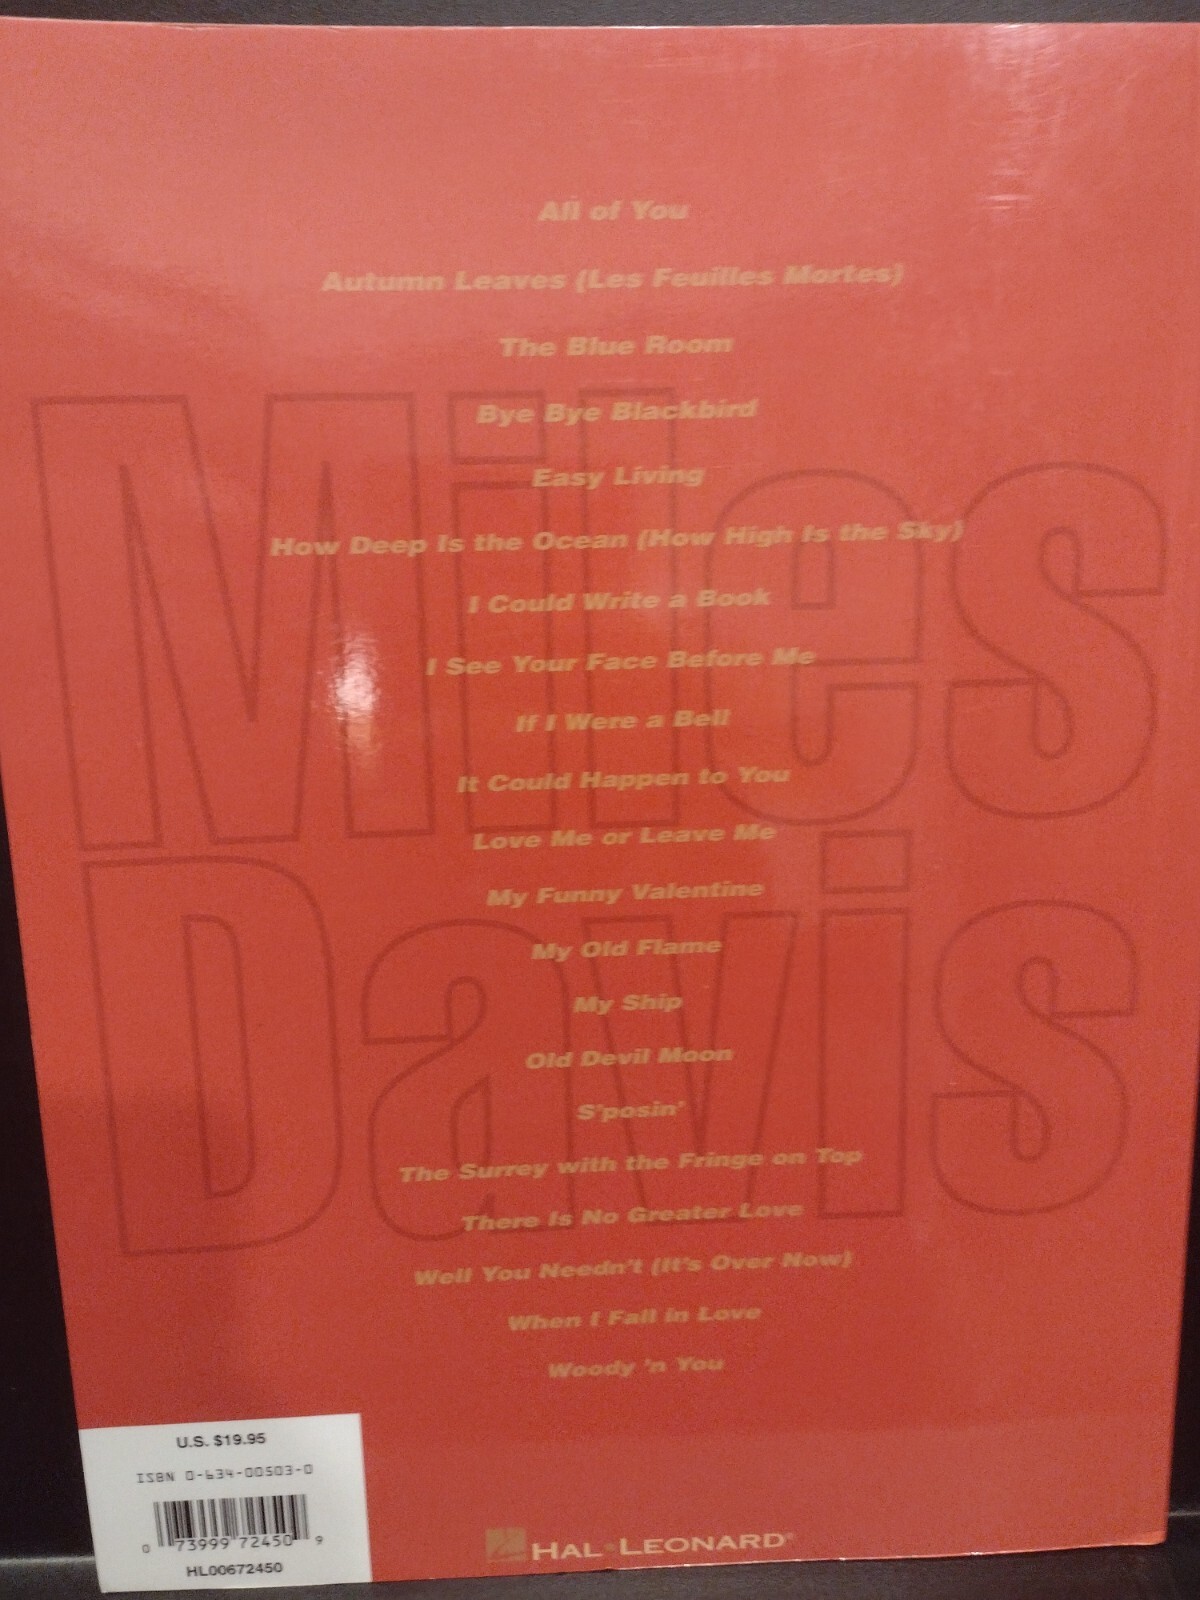 All of You
Autumn Leaves (Les Feuilles Mortes)
The Blue Room
Bye Bye Blackbird
Easy Living
How Deep Is the Ocean (How High Is the Sky)
I Could Write a Book
I See Your Face Before Me
If I Were a Bell
It Could Happen to You
Love Me or Leave Me
My Funny Valentine
My Old Flame
My Ship
Old Devil Moon
S'posin'
The Surrey with the Fringe on Top
There Is No Greater Love
Well You Needn't (It's Over Now)
When I Fall in Love
Woody 'n You
Miles
Davis
U.S. $19.95
ISBN 0-634-00503-0
0 73999 72450 9
HL00672450
HAL•LEONARD®